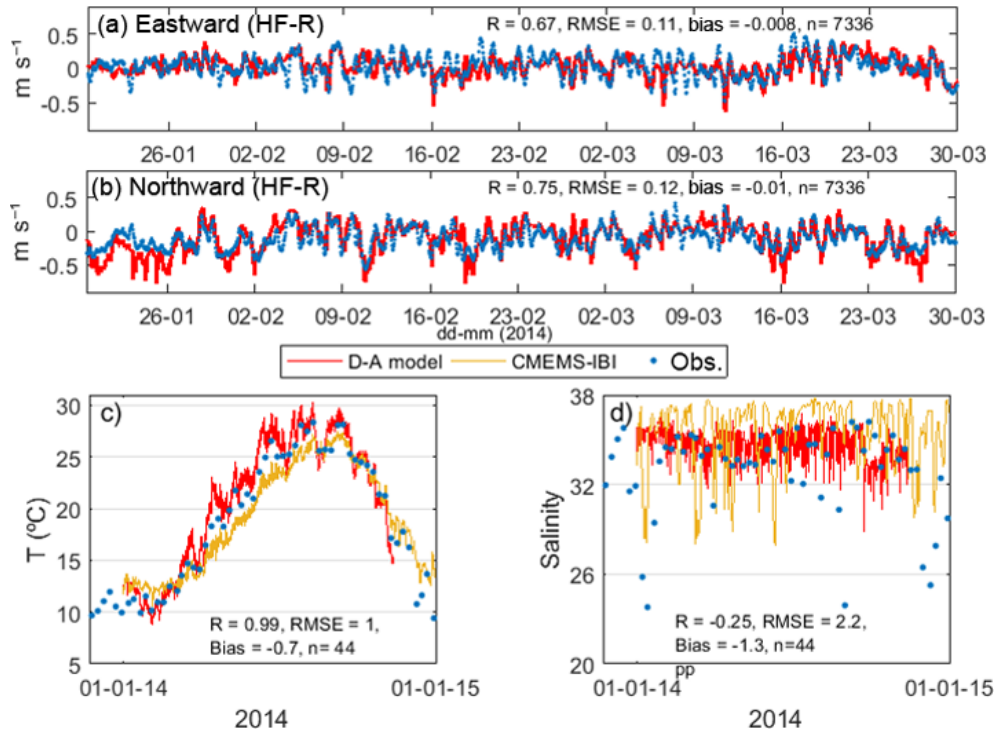 (a) Eastward (HF-R)
R = 0.67, RMSE = 0.11, bias = -0.008, n= 7336
m s⁻¹
0.5
0
-0.5
26-01 02-02 09-02 16-02 23-02 02-03 09-03 16-03 23-03 30-03
(b) Northward (HF-R)
R = 0.75, RMSE = 0.12, bias = -0.01, n= 7336
m s⁻¹
0.5
0
-0.5
26-01 02-02 09-02 16-02 23-02 02-03 09-03 16-03 23-03 30-03
dd-mm (2014)
D-A model CMEMS-IBI Obs.
c)
T (ºC)
30
25
20
15
10
5
R = 0.99, RMSE = 1,
Bias = -0.7, n= 44
01-01-14 01-01-15
2014
d)
Salinity
38
32
26
20
R = -0.25, RMSE = 2.2,
Bias = -1.3, n=44
pp
01-01-14 01-01-15
2014